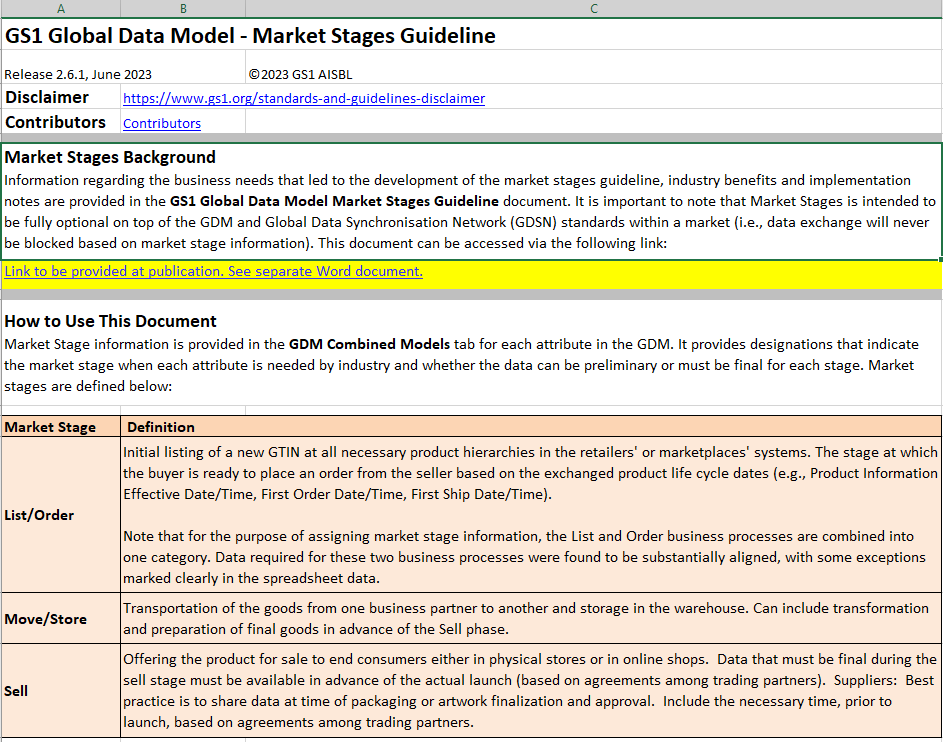 A B C
GS1 Global Data Model - Market Stages Guideline
Release 2.6.1, June 2023 ©2023 GS1 AISBL
Disclaimer https://www.gs1.org/standards-and-guidelines-disclaimer
Contributors Contributors
Market Stages Background
Information regarding the business needs that led to the development of the market stages guideline, industry benefits and implementation
notes are provided in the GS1 Global Data Model Market Stages Guideline document. It is important to note that Market Stages is intended to
be fully optional on top of the GDM and Global Data Synchronisation Network (GDSN) standards within a market (i.e., data exchange will never
be blocked based on market stage information). This document can be accessed via the following link:
Link to be provided at publication. See separate Word document.
How to Use This Document
Market Stage information is provided in the GDM Combined Models tab for each attribute in the GDM. It provides designations that indicate
the market stage when each attribute is needed by industry and whether the data can be preliminary or must be final for each stage. Market
stages are defined below:
Market Stage Definition
List/Order
Initial listing of a new GTIN at all necessary product hierarchies in the retailers' or marketplaces' systems. The stage at which
the buyer is ready to place an order from the seller based on the exchanged product life cycle dates (e.g., Product Information
Effective Date/Time, First Order Date/Time, First Ship Date/Time).
Note that for the purpose of assigning market stage information, the List and Order business processes are combined into
one category. Data required for these two business processes were found to be substantially aligned, with some exceptions
marked clearly in the spreadsheet data.
Move/Store
Transportation of the goods from one business partner to another and storage in the warehouse. Can include transformation
and preparation of final goods in advance of the Sell phase.
Sell
Offering the product for sale to end consumers either in physical stores or in online shops. Data that must be final during the
sell stage must be available in advance of the actual launch (based on agreements among trading partners). Suppliers: Best
practice is to share data at time of packaging or artwork finalization and approval. Include the necessary time, prior to
launch, based on agreements among trading partners.